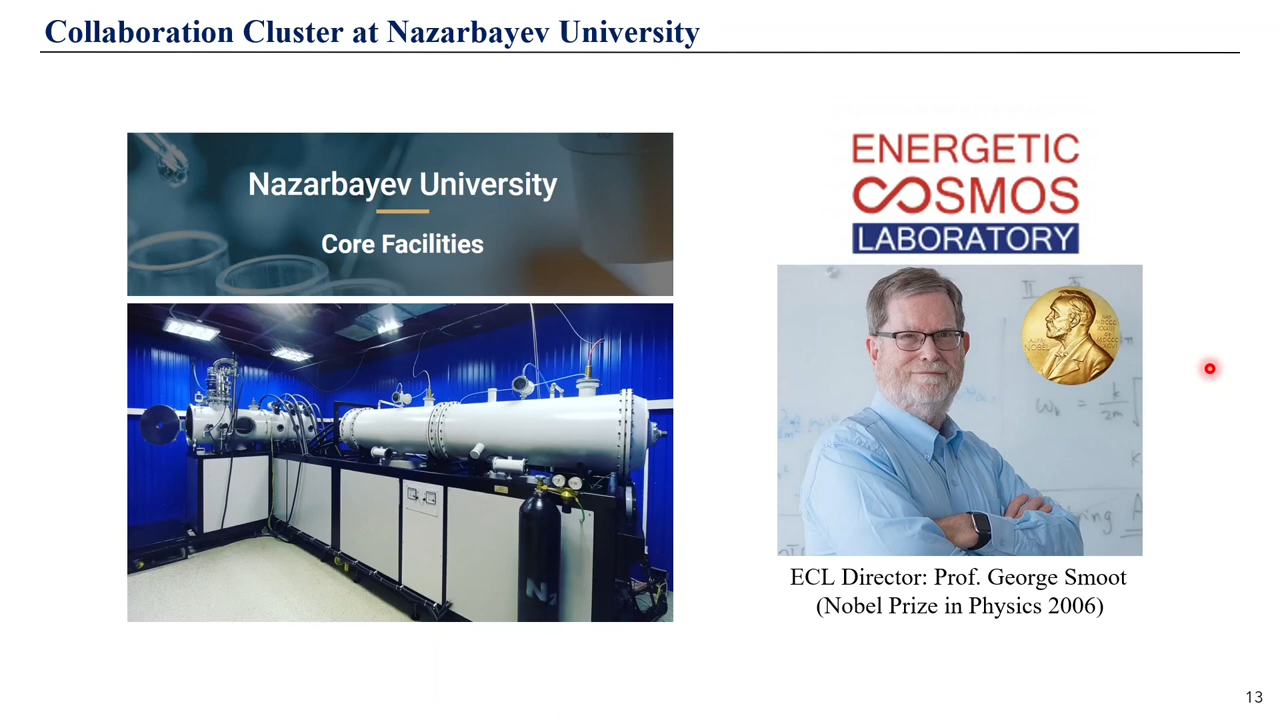 Collaboration Cluster at Nazarbayev University
Nazarbayev University
Core Facilities
ENERGETIC
COSMOS
LABORATORY
ECL Director: Prof. George Smoot
(Nobel Prize in Physics 2006)
13